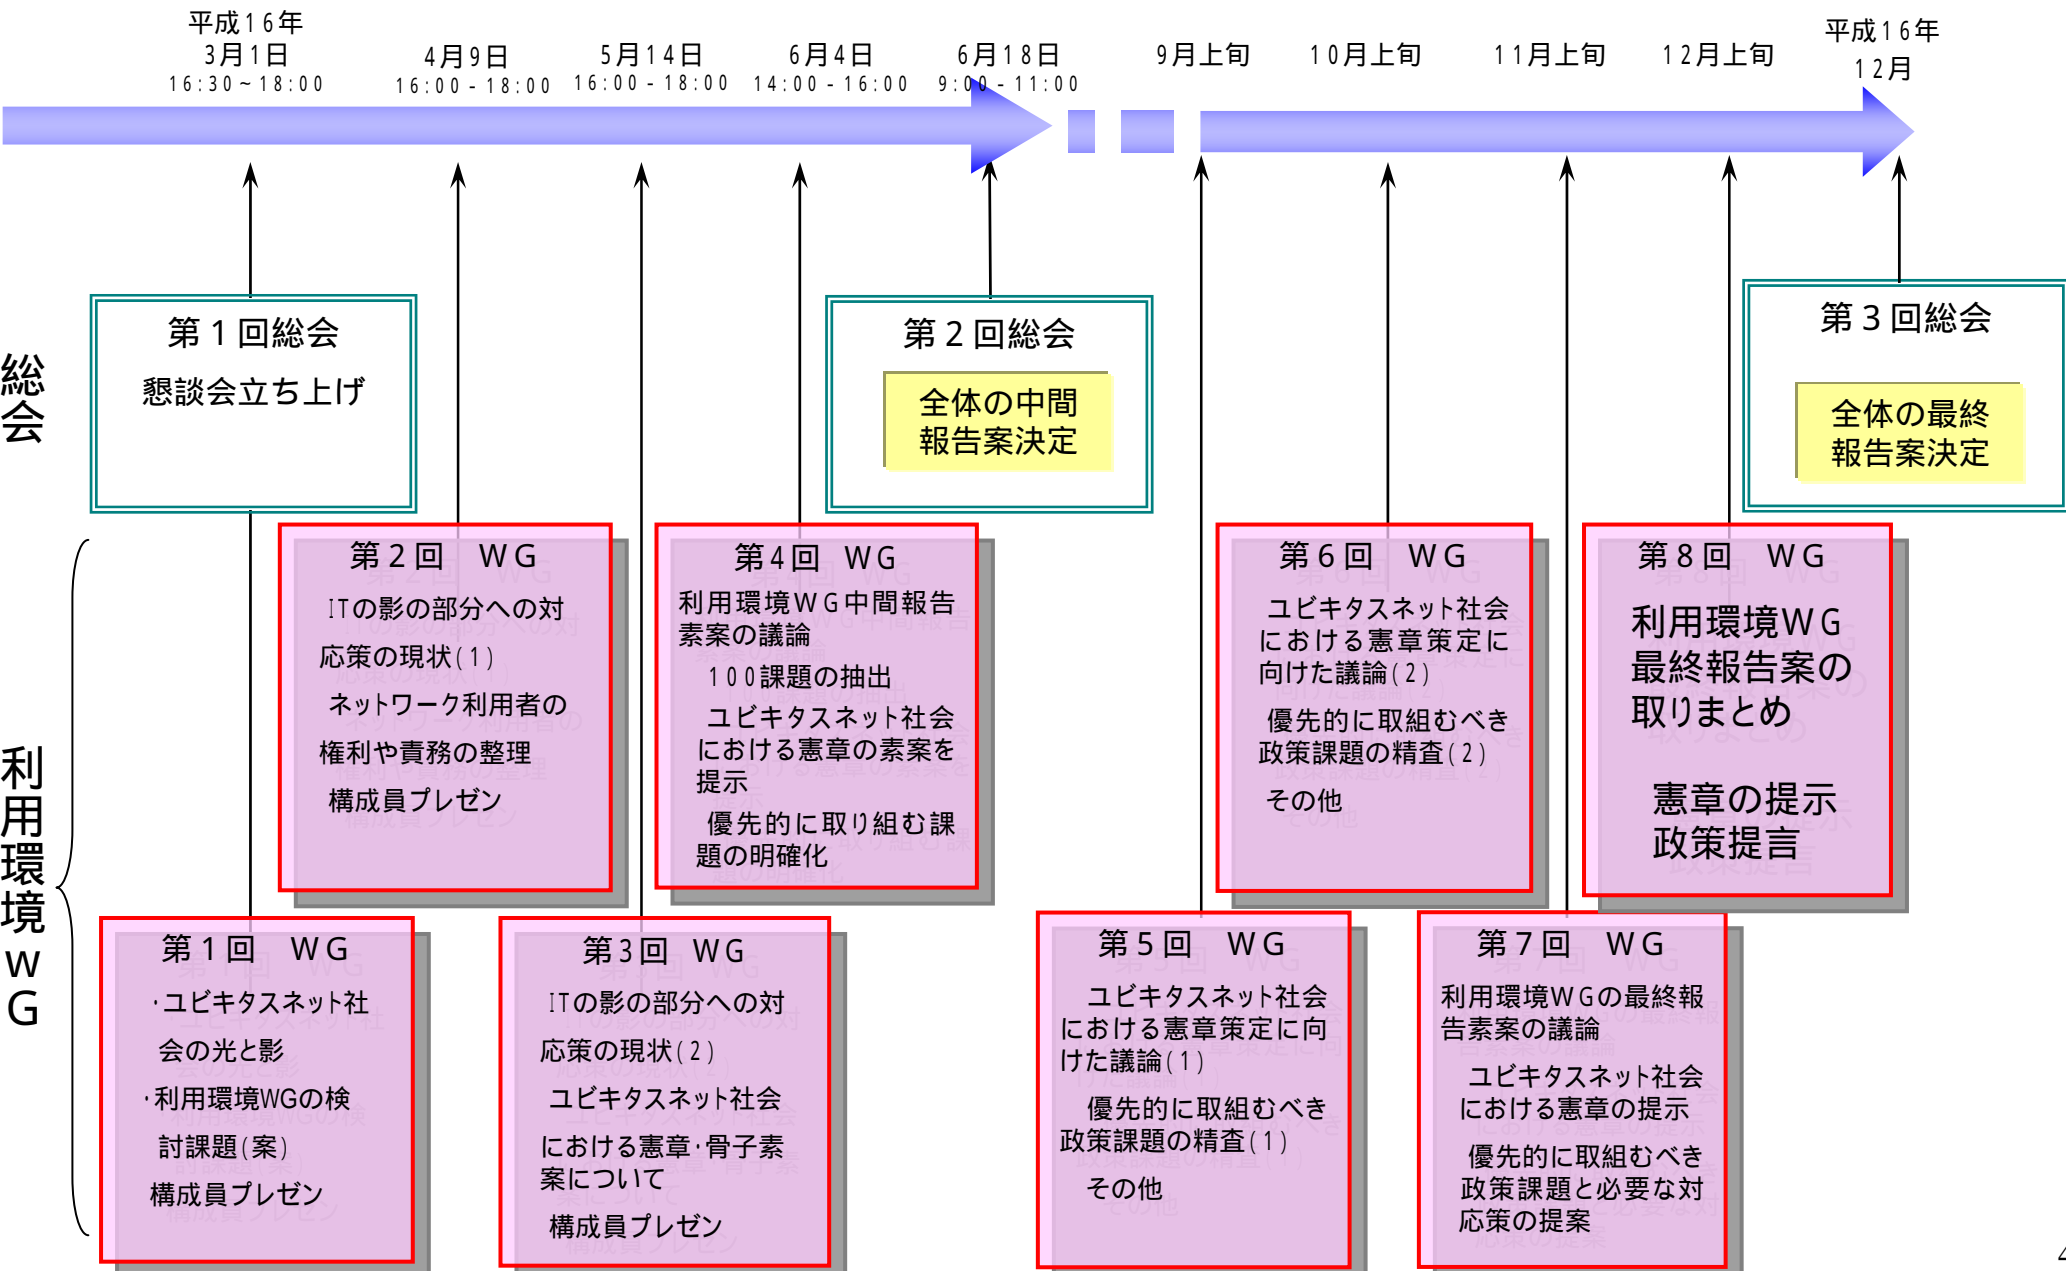 平成16年
3月1日
16:30~18:00
4月9日
16:00-18:00
5月14日
16:00-18:00
6月4日
14:00-16:00
6月18日
9:00-11:00
9月上旬
10月上旬
11月上旬
12月上旬
平成16年
12月
総会
第1回総会
懇談会立ち上げ
第2回総会
全体の中間
報告案決定
第3回総会
全体の最終
報告案決定
利用環境WG
第2回 WG
ITの影の部分への対
応策の現状(1)
ネットワーク利用者の
権利や責務の整理
構成員プレゼン
第4回 WG
利用環境WG中間報告
素案の議論
100課題の抽出
ユビキタスネット社会
における憲章の素案を
提示
優先的に取り組む課
題の明確化
第6回 WG
ユビキタスネット社会
における憲章策定に
向けた議論(2)
優先的に取組むべき
政策課題の精査(2)
その他
第8回 WG
利用環境WG
最終報告案の
取りまとめ
憲章の提示
政策提言
第1回 WG
・ユビキタスネット社
会の光と影
・利用環境WGの検
討課題(案)
構成員プレゼン
第3回 WG
ITの影の部分への対
応策の現状(2)
ユビキタスネット社会
における憲章・骨子素
案について
構成員プレゼン
第5回 WG
ユビキタスネット社会
における憲章策定に向
けた議論(1)
優先的に取組むべき
政策課題の精査(1)
その他
第7回 WG
利用環境WGの最終報
告素案の議論
ユビキタスネット社会
における憲章の提示
優先的に取組むべき
政策課題と必要な対
応策の提案
4